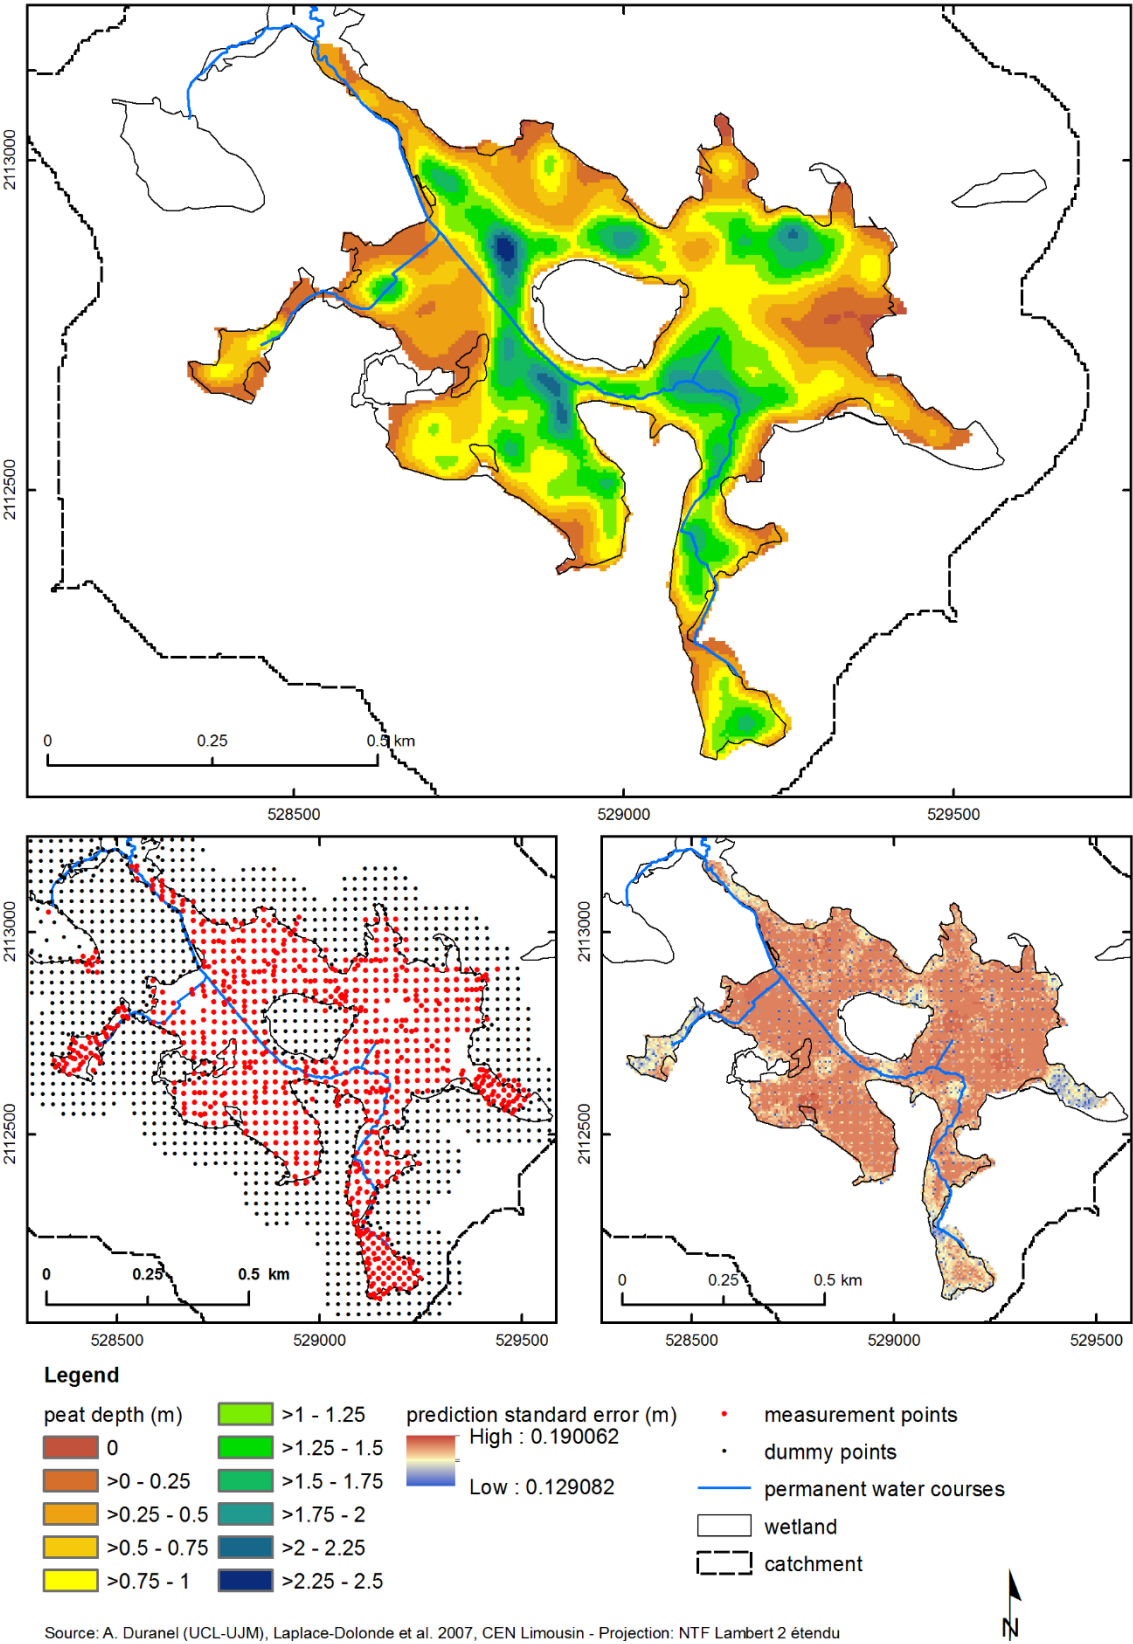 2113000
2112500
0
0.25
0.5 km
528500
529000
529500
2113000
2112500
0
0.25
0.5 km
528500
529000
529500
2113000
2112500
0
0.25
0.5 km
528500
529000
529500
Legend
peat depth (m)
0
>0 - 0.25
>0.25 - 0.5
>0.5 - 0.75
>0.75 - 1
>1 - 1.25
>1.25 - 1.5
>1.5 - 1.75
>1.75 - 2
>2 - 2.25
>2.25 - 2.5
prediction standard error (m)
High : 0.190062
Low : 0.129082
measurement points
dummy points
permanent water courses
wetland
catchment
N
Source: A. Duranel (UCL-UJM), Laplace-Dolonde et al. 2007, CEN Limousin - Projection: NTF Lambert 2 étendu